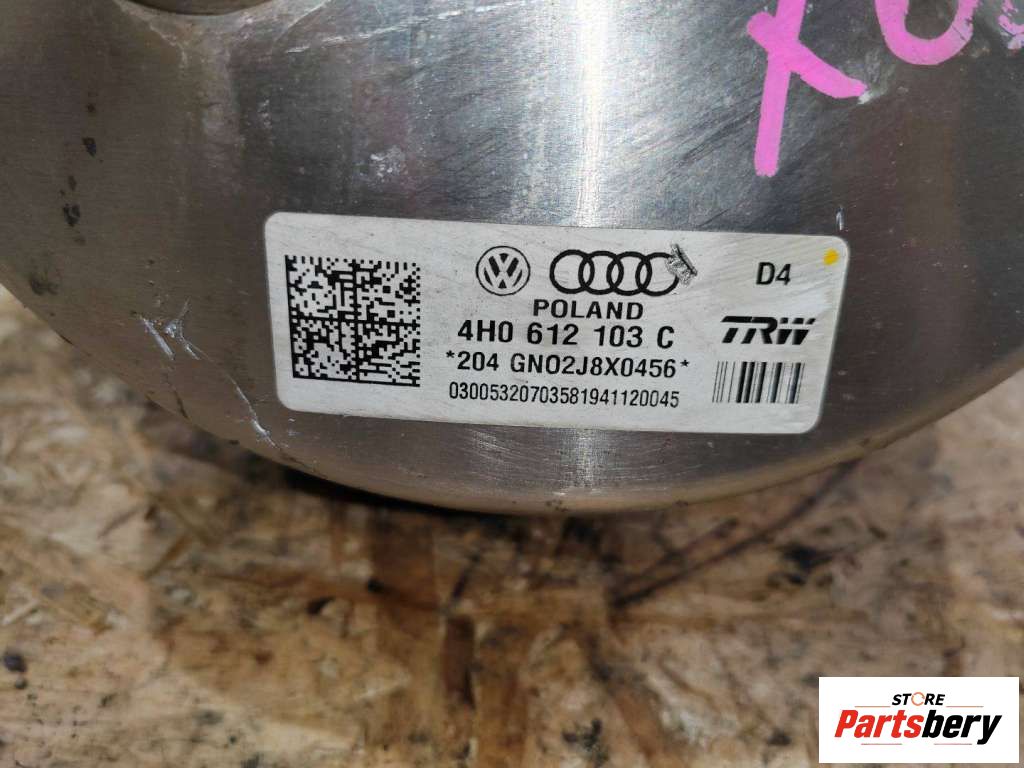 D4
POLAND
4H0 612 103 C
TRW
*204 GN02J8X0456*
03005320703581941120045
STORE
Partsbery